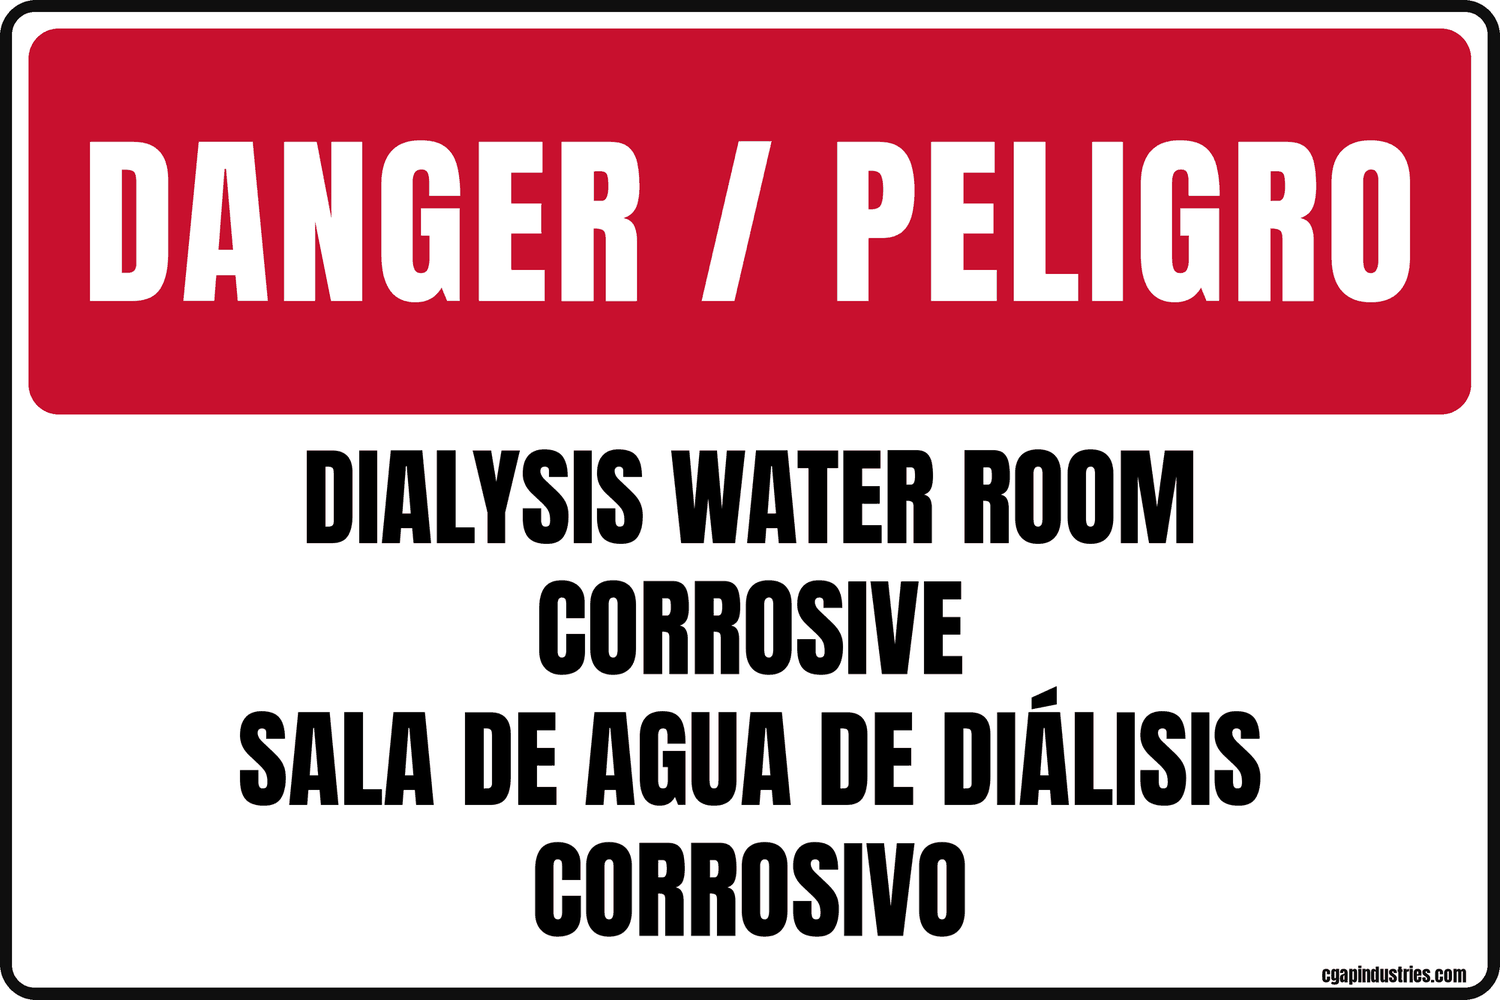 DANGER / PELIGRO
DIALYSIS WATER ROOM
CORROSIVE
SALA DE AGUA DE DIÁLISIS
CORROSIVO
cgapindustries.com